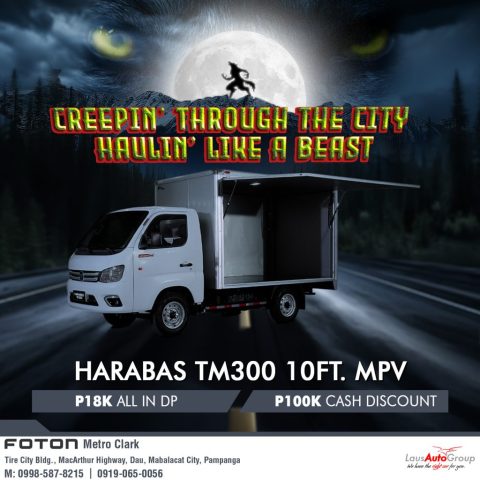 CREEPIN' THROUGH THE CITY
HAULIN' LIKE A BEAST
HARABAS TM300 10FT. MPV
₱18K ALL IN DP
₱100K CASH DISCOUNT
FOTON Metro Clark
Tire City Bldg., MacArthur Highway, Dau, Mabalacat City, Pampanga
M: 0998-587-8215 | 0919-065-0056
LausAutoGroup
We have the right car for you.